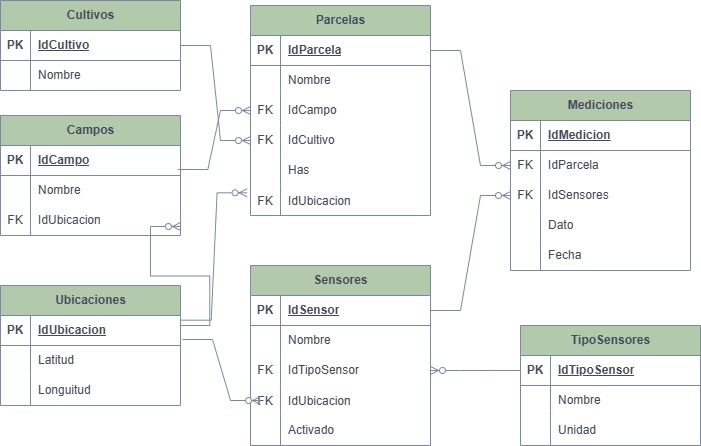 Cultivos
PK IdCultivo
Nombre
Campos
PK IdCampo
Nombre
FK IdUbicacion
Ubicaciones
PK IdUbicacion
Latitud
Longuitud
Parcelas
PK IdParcela
Nombre
FK IdCampo
FK IdCultivo
Has
FK IdUbicacion
Sensores
PK IdSensor
Nombre
FK IdTipoSensor
FK IdUbicacion
Activado
Mediciones
PK IdMedicion
FK IdParcela
FK IdSensores
Dato
Fecha
TipoSensores
PK IdTipoSensor
Nombre
Unidad